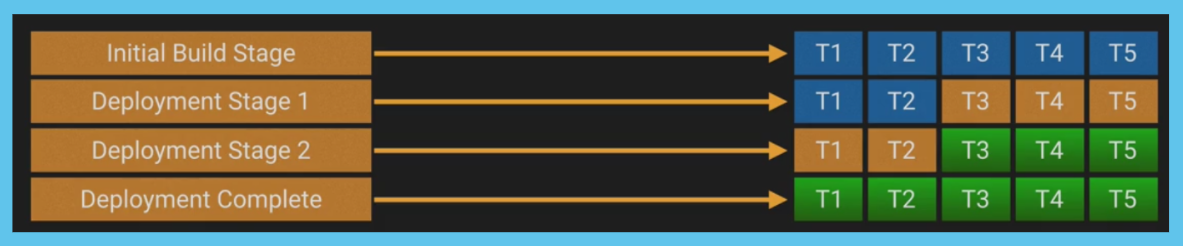 Initial Build Stage T1 T2 T3 T4 T5
Deployment Stage 1 T1 T2 T3 T4 T5
Deployment Stage 2 T1 T2 T3 T4 T5
Deployment Complete T1 T2 T3 T4 T5